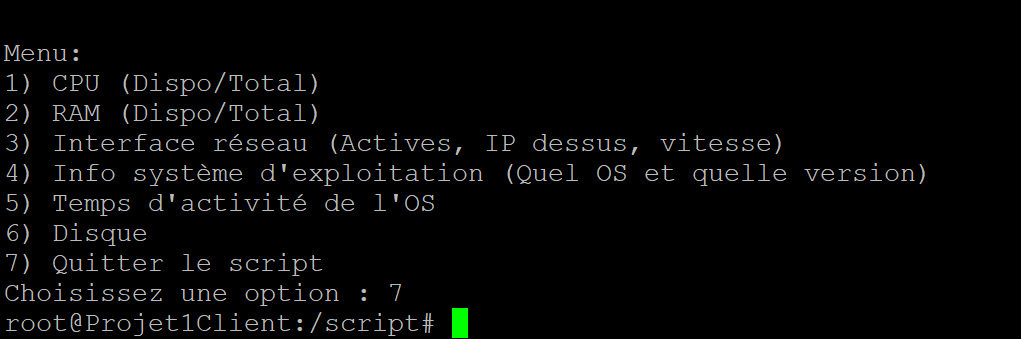 Menu:
1) CPU (Dispo/Total)
2) RAM (Dispo/Total)
3) Interface réseau (Actives, IP dessus, vitesse)
4) Info système d'exploitation (Quel OS et quelle version)
5) Temps d'activité de l'OS
6) Disque
7) Quitter le script
Choisissez une option : 7
root@Projet1Client:/script#